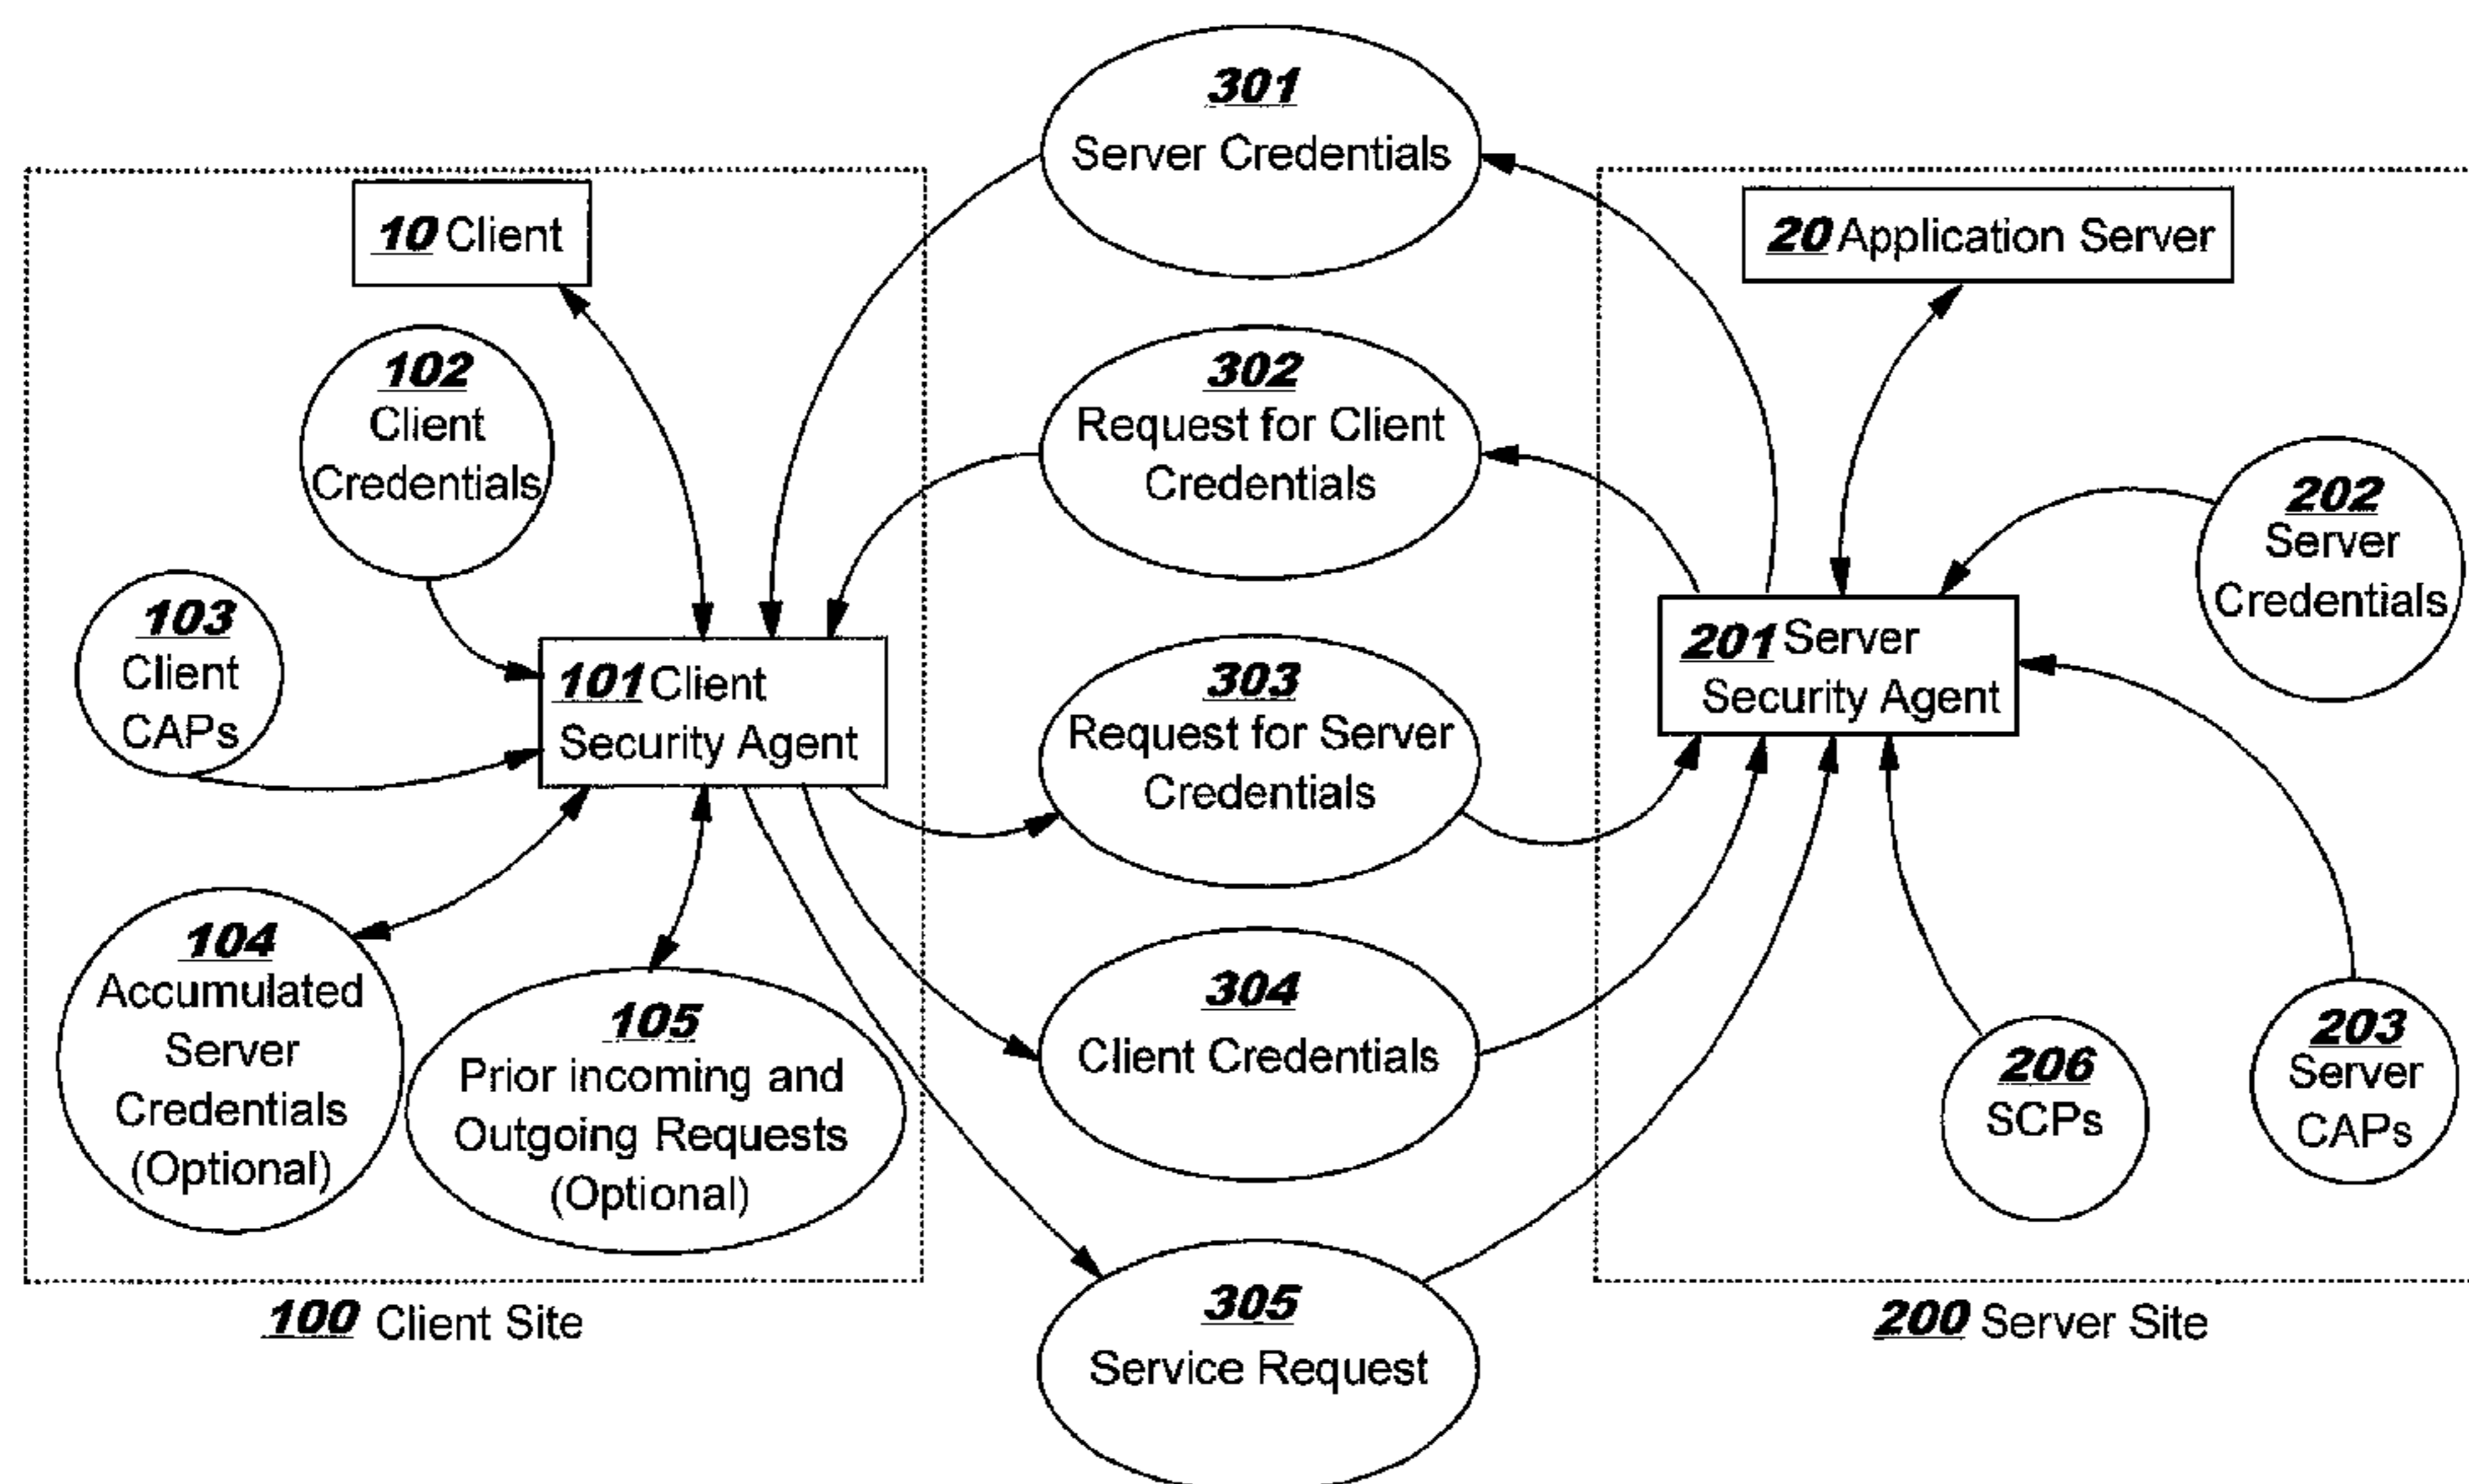 301
Server Credentials
10 Client
20 Application Server
102
Client
Credentials
302
Request for Client
Credentials
202
Server
Credentials
103
Client
CAPs
101 Client
Security Agent
303
Request for Server
Credentials
201 Server
Security Agent
104
Accumulated
Server
Credentials
(Optional)
105
Prior incoming and
Outgoing Requests
(Optional)
304
Client Credentials
206
SCPs
203
Server
CAPs
100 Client Site
305
Service Request
200 Server Site